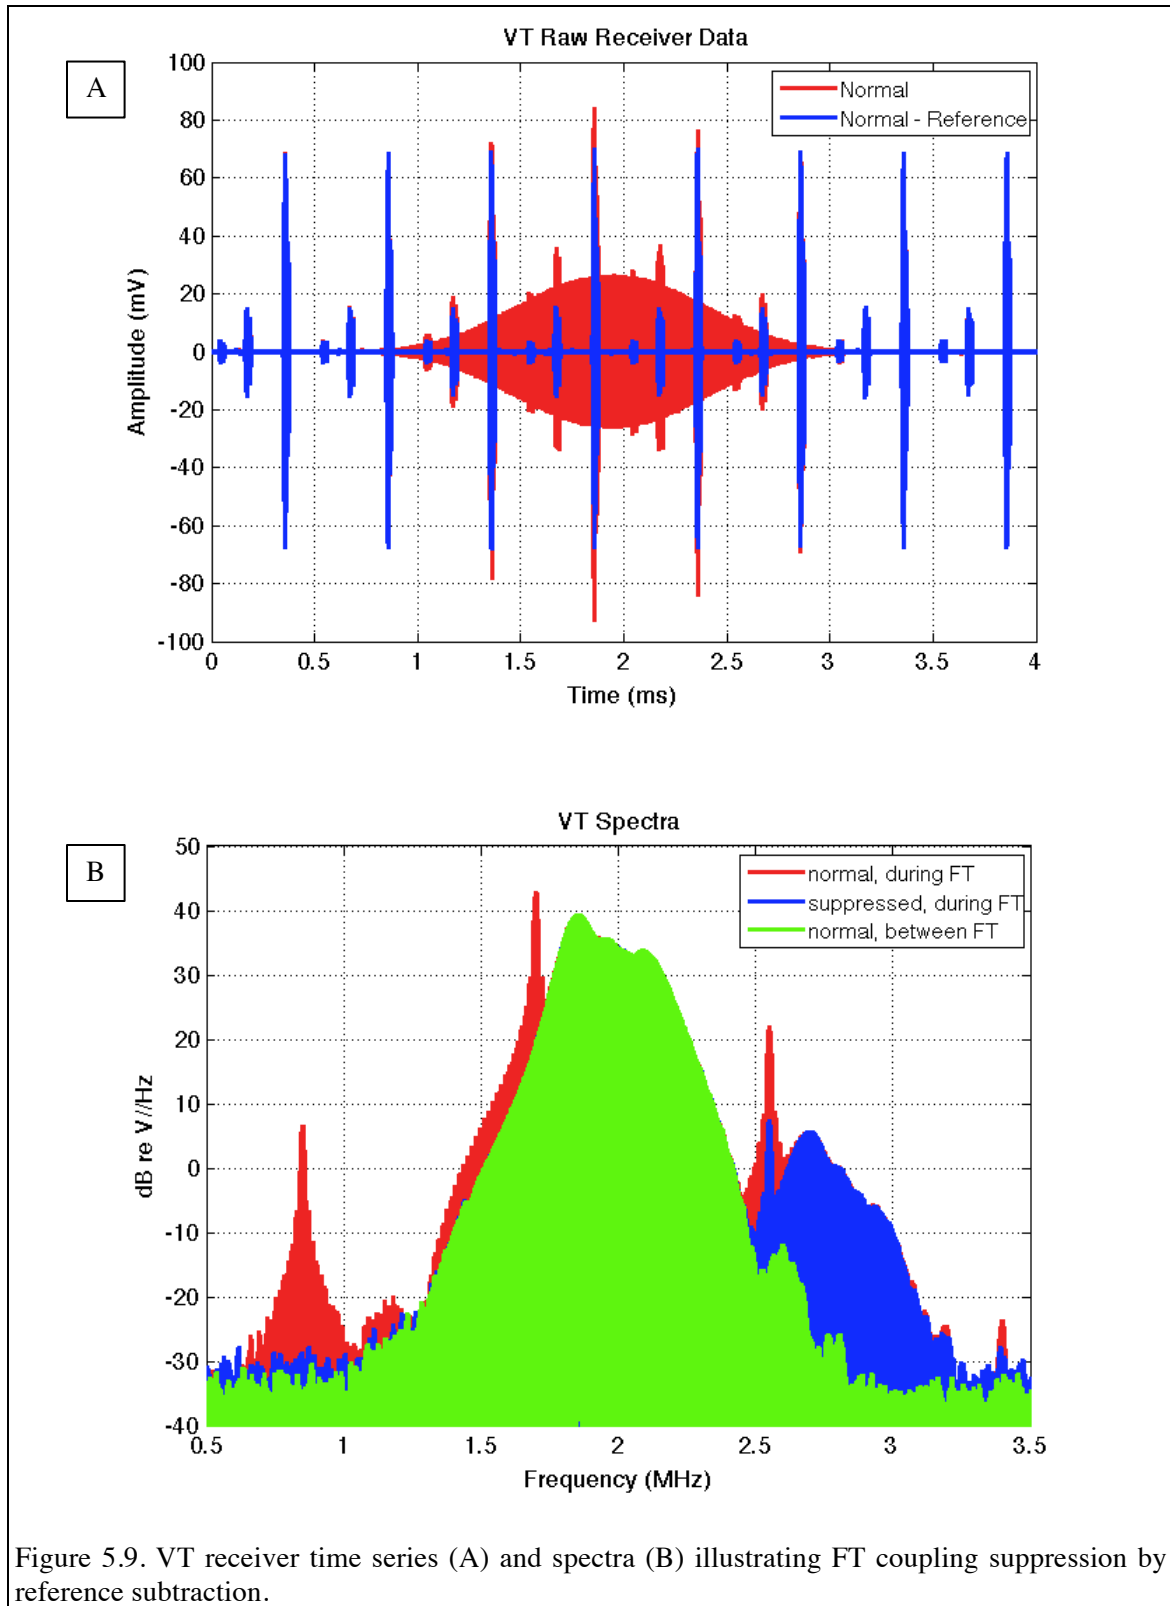 A
VT Raw Receiver Data
100
80
60
40
20
0
-20
-40
-60
-80
-100
Amplitude (mV)
Normal
Normal - Reference
0 0.5 1 1.5 2 2.5 3 3.5 4
Time (ms)
B
VT Spectra
50
40
30
20
10
0
-10
-20
-30
-40
dB re V//Hz
normal, during FT
suppressed, during FT
normal, between FT
0.5 1 1.5 2 2.5 3 3.5
Frequency (MHz)
Figure 5.9. VT receiver time series (A) and spectra (B) illustrating FT coupling suppression by
reference subtraction.